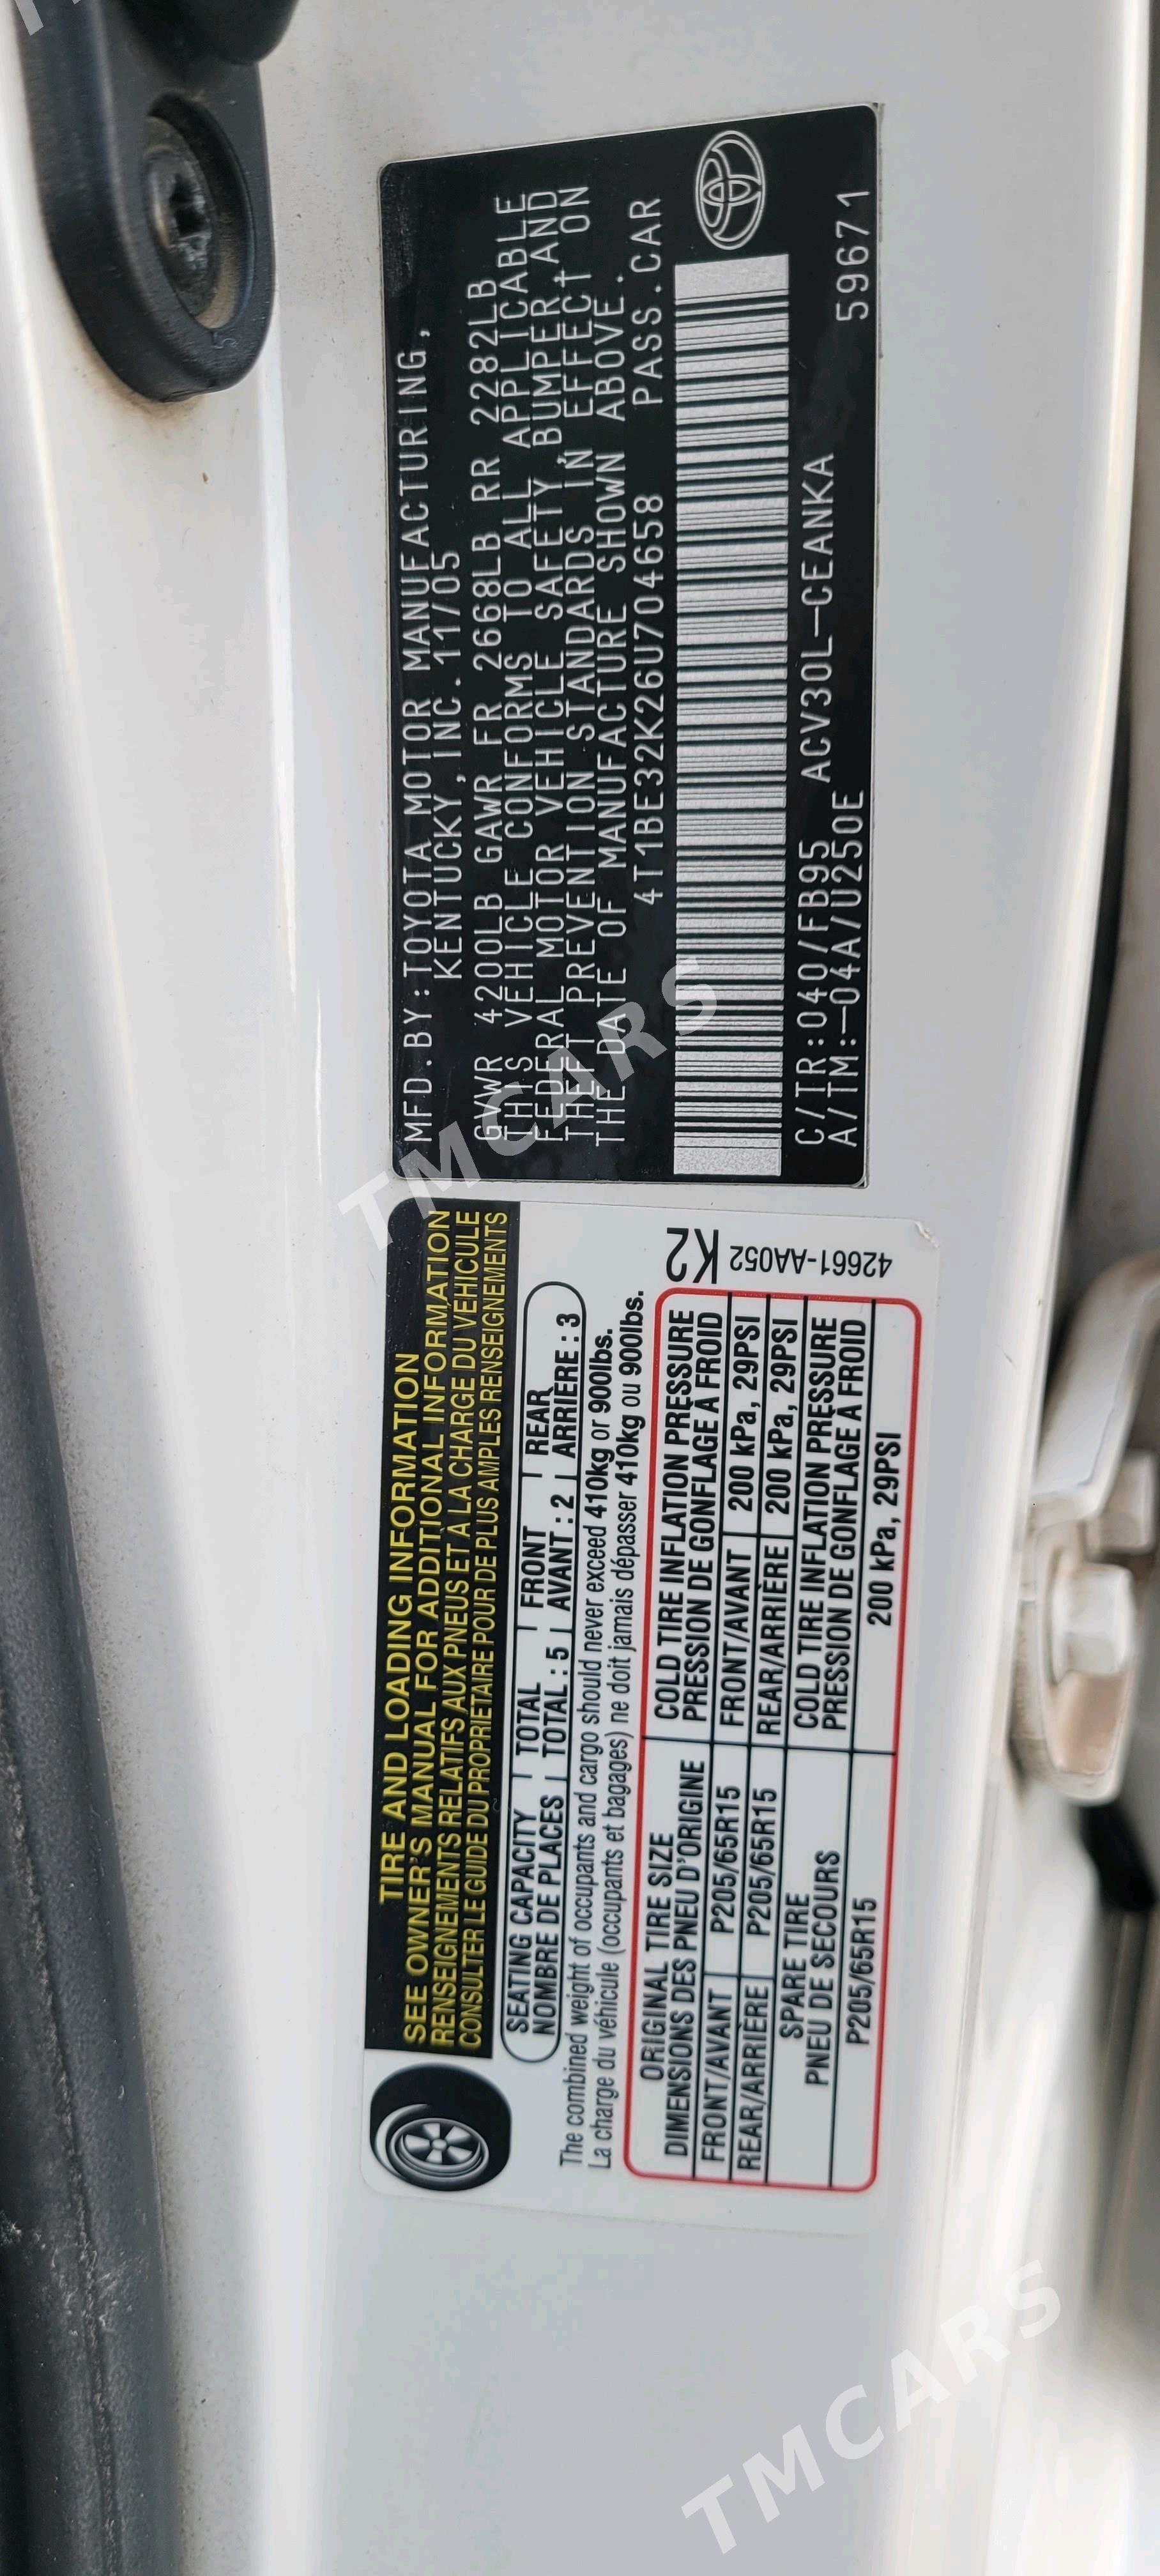 MFD.BY:TOYOTA MOTOR MANUFACTURING,
KENTUCKY,INC.11/05
GVWR 4200LB GAWR FR 2668LB RR 2282LB
THIS VEHICLE CONFORMS TO ALL APPLICABLE
FEDERAL MOTOR VEHICLE SAFETY,BUMPER,AND
THEFT PREVENTION STANDARDS IN EFFECT ON
THE DATE OF MANUFACTURE SHOWN ABOVE.
4T1BE32K26U704658 PASS.CAR
C/TR:040/FB95 ACV30L-CEANKA
A/TM:-04A/U250E 59671
TIRE AND LOADING INFORMATION
SEE OWNER'S MANUAL FOR ADDITIONAL INFORMATION
RENSEIGNEMENTS RELATIFS AUX PNEUS ET À LA CHARGE DU VÉHICULE
CONSULTER LE GUIDE DU PROPRIÉTAIRE POUR DE PLUS AMPLES RENSEIGNEMENTS
SEATING CAPACITY | TOTAL | FRONT | REAR
NOMBRE DE PLACES | TOTAL : 5 | AVANT : 2 | ARRIÈRE : 3
The combined weight of occupants and cargo should never exceed 410kg or 900lbs.
La charge du véhicule (occupants et bagages) ne doit jamais dépasser 410kg ou 900lbs.
ORIGINAL TIRE SIZE COLD TIRE INFLATION PRESSURE
DIMENSIONS DES PNEU D'ORIGINE PRESSION DE GONFLAGE À FROID
FRONT/AVANT P205/65R15 FRONT/AVANT 200 kPa, 29PSI
REAR/ARRIÈRE P205/65R15 REAR/ARRIÈRE 200 kPa, 29PSI
SPARE TIRE COLD TIRE INFLATION PRESSURE
PNEU DE SECOURS PRESSION DE GONFLAGE À FROID
P205/65R15 200 kPa, 29PSI
K2
42661-AA052
TMCARS
TMCARS